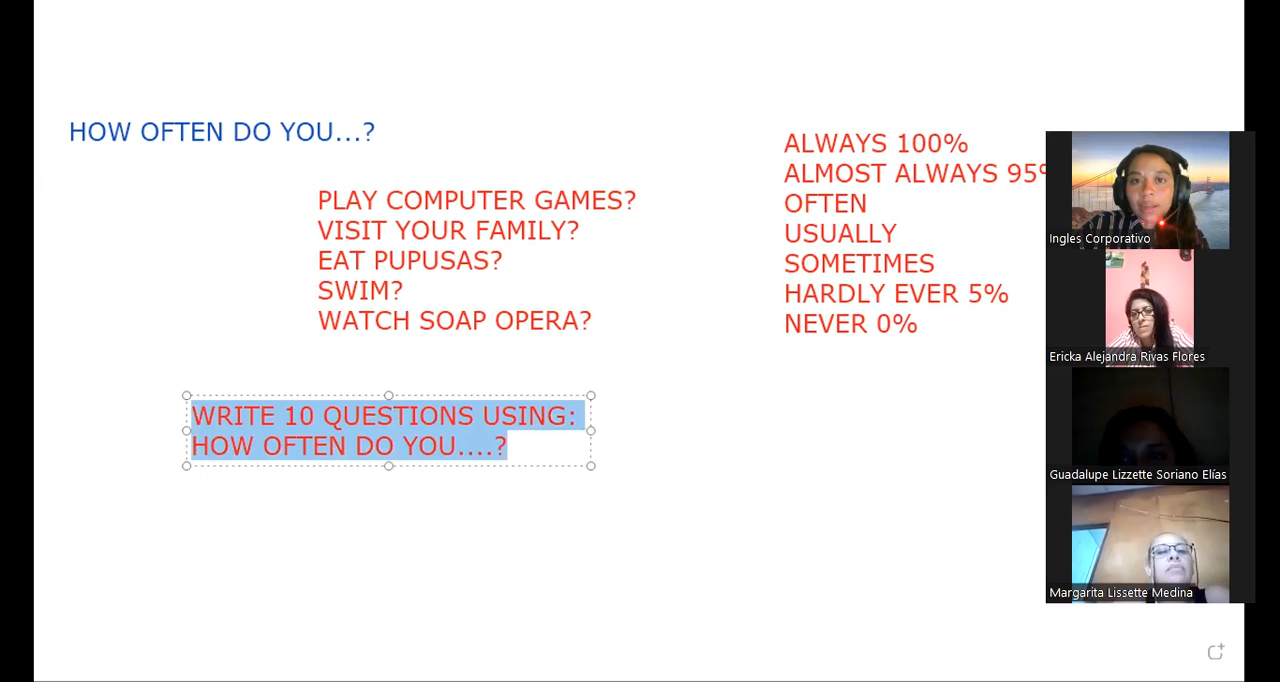 HOW OFTEN DO YOU...?
PLAY COMPUTER GAMES?
VISIT YOUR FAMILY?
EAT PUPUSAS?
SWIM?
WATCH SOAP OPERA?
WRITE 10 QUESTIONS USING:
HOW OFTEN DO YOU....?
ALWAYS 100%
ALMOST ALWAYS 95%
OFTEN
USUALLY
SOMETIMES
HARDLY EVER 5%
NEVER 0%
Ingles Corporativo
Ericka Alejandra Rivas Flores
Guadalupe Lizzette Soriano Elías
Margarita Lissette Medina